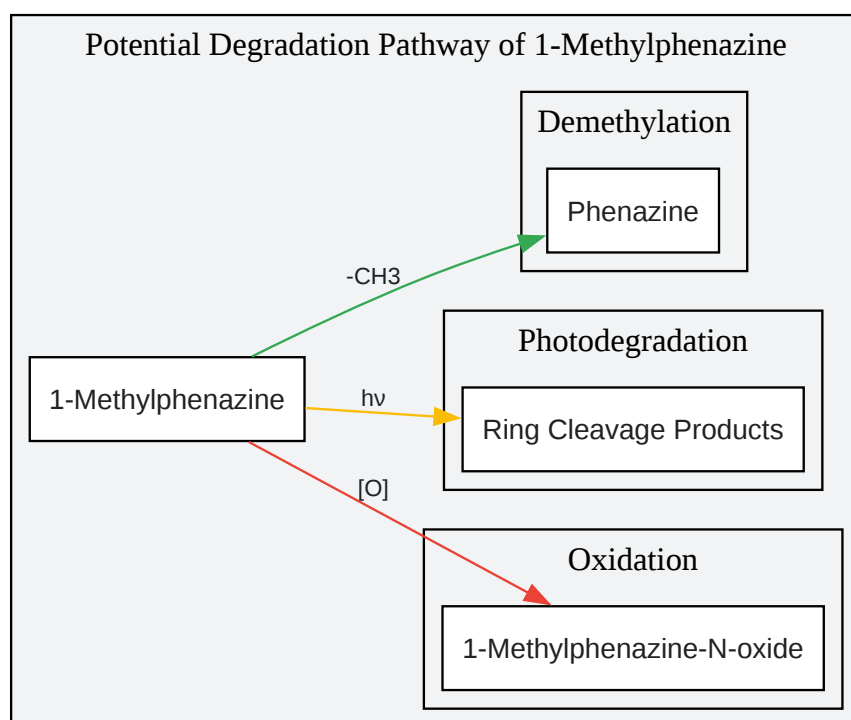 Potential Degradation Pathway of 1-Methylphenazine
Demethylation
Phenazine
-CH3
Photodegradation
1-Methylphenazine
hν
Ring Cleavage Products
[O]
Oxidation
1-Methylphenazine-N-oxide